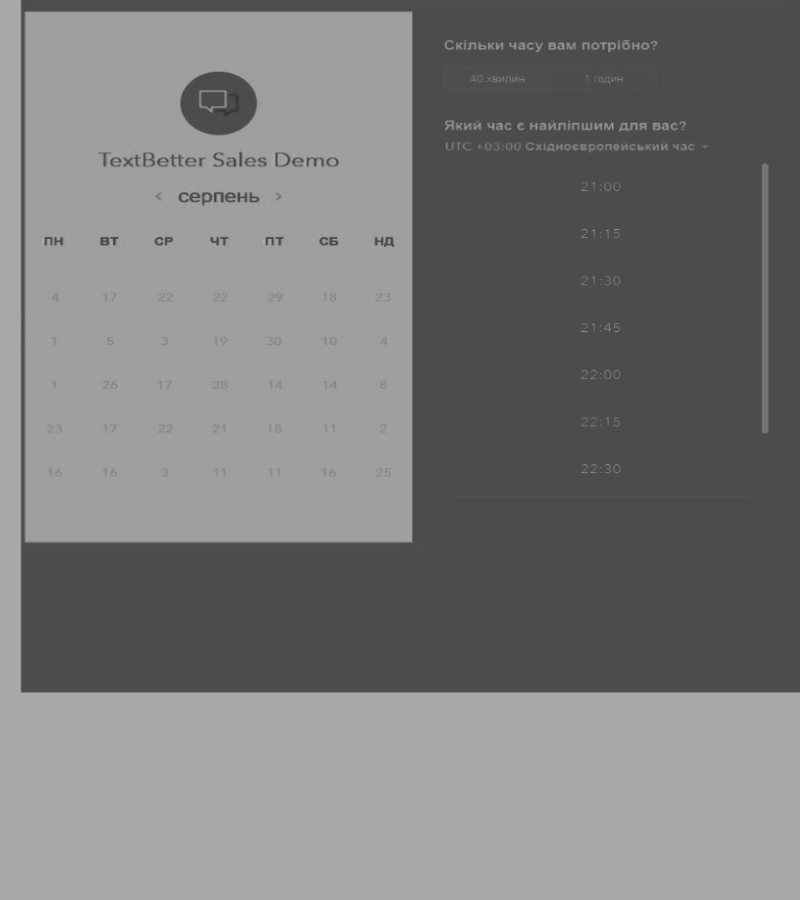 TextBetter Sales Demo
‹ серпень ›
ПН ВТ СР ЧТ ПТ СБ НД
4 17 22 22 29 18 23
1 5 3 19 30 10 4
1 26 17 28 14 14 8
23 17 22 21 18 11 2
16 16 3 11 11 16 25
Скільки часу вам потрібно?
40 хвилин 1 годин
Який час є найліпшим для вас?
UTC +03:00 Східноєвропейський час
21:00
21:15
21:30
21:45
22:00
22:15
22:30